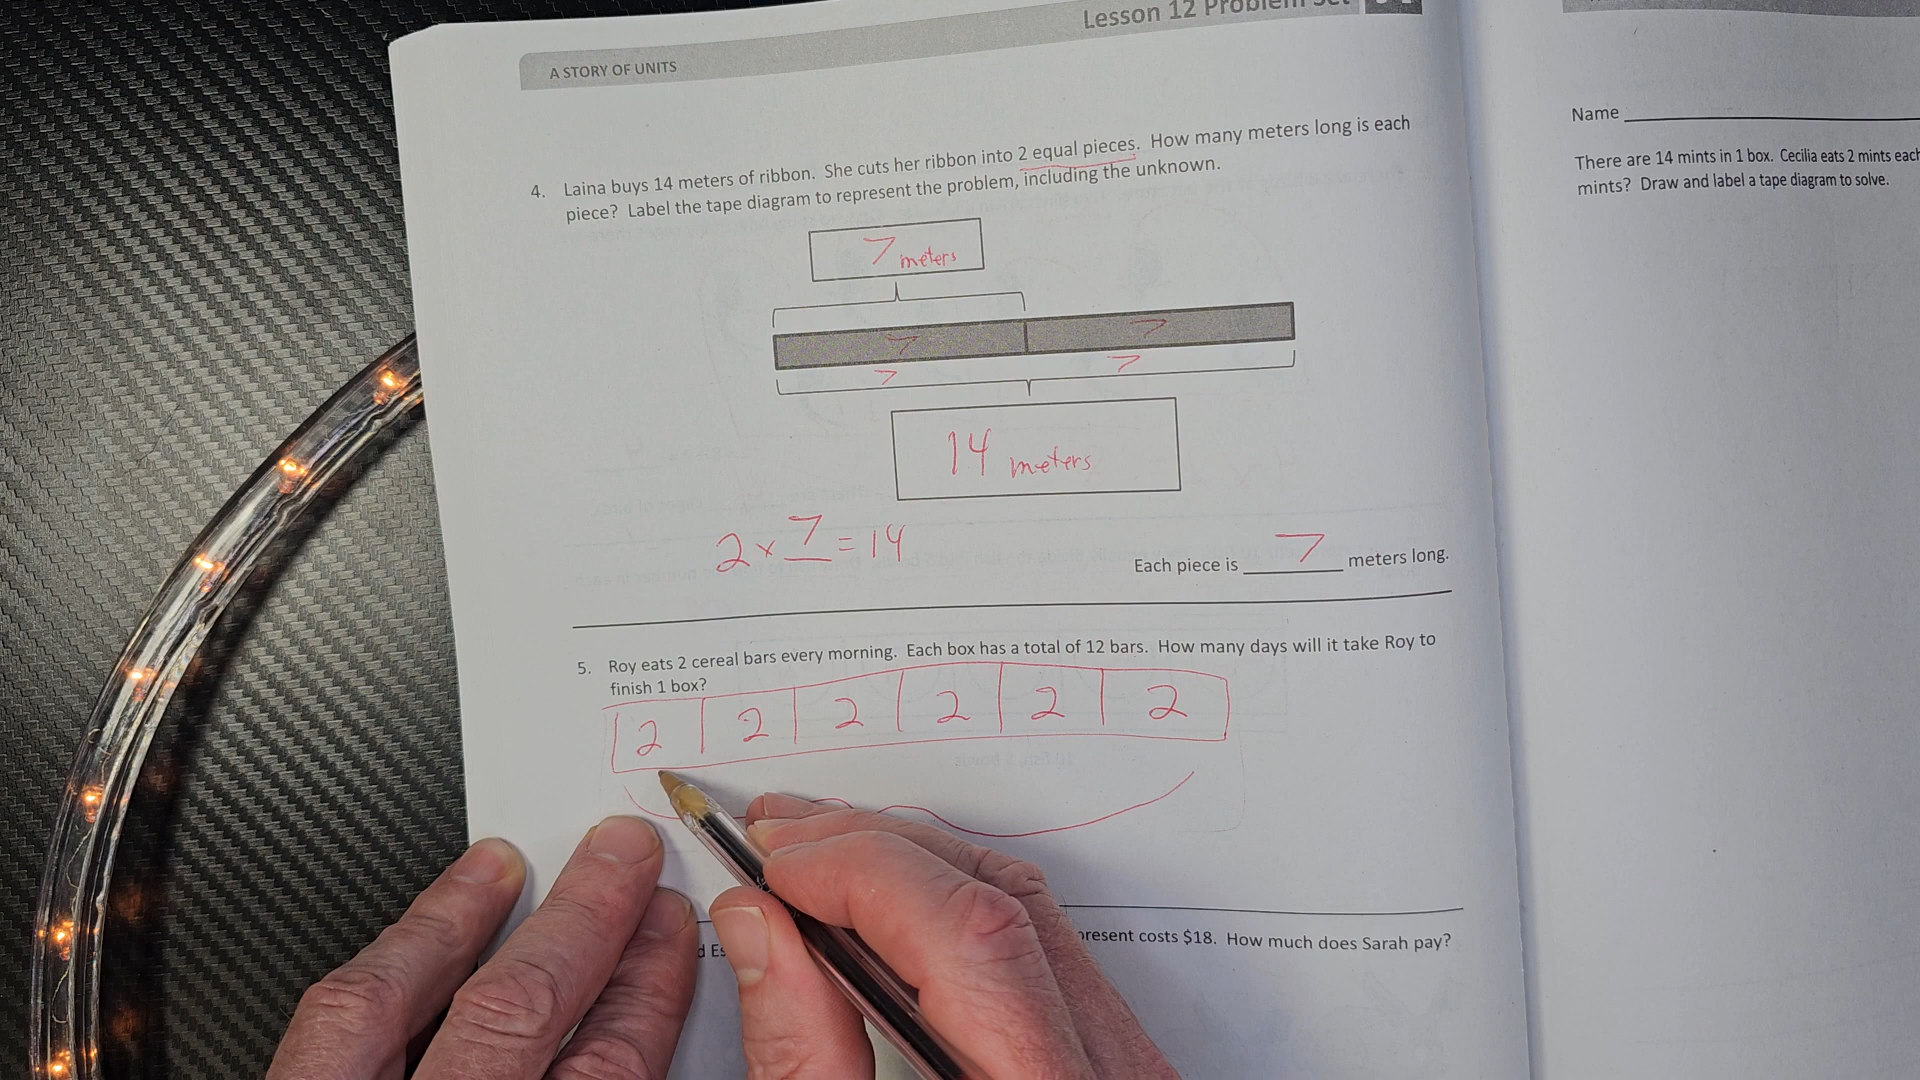 Lesson 12 Problem Set
A STORY OF UNITS
4. Laina buys 14 meters of ribbon. She cuts her ribbon into 2 equal pieces. How many meters long is each
piece? Label the tape diagram to represent the problem, including the unknown.
7 meters
7 7
7 7
14 meters
2 x 7 = 14
Each piece is 7 meters long.
5. Roy eats 2 cereal bars every morning. Each box has a total of 12 bars. How many days will it take Roy to
finish 1 box?
2 2 2 2 2 2
present costs $18. How much does Sarah pay?
Name
There are 14 mints in 1 box. Cecilia eats 2 mints each
mints? Draw and label a tape diagram to solve.